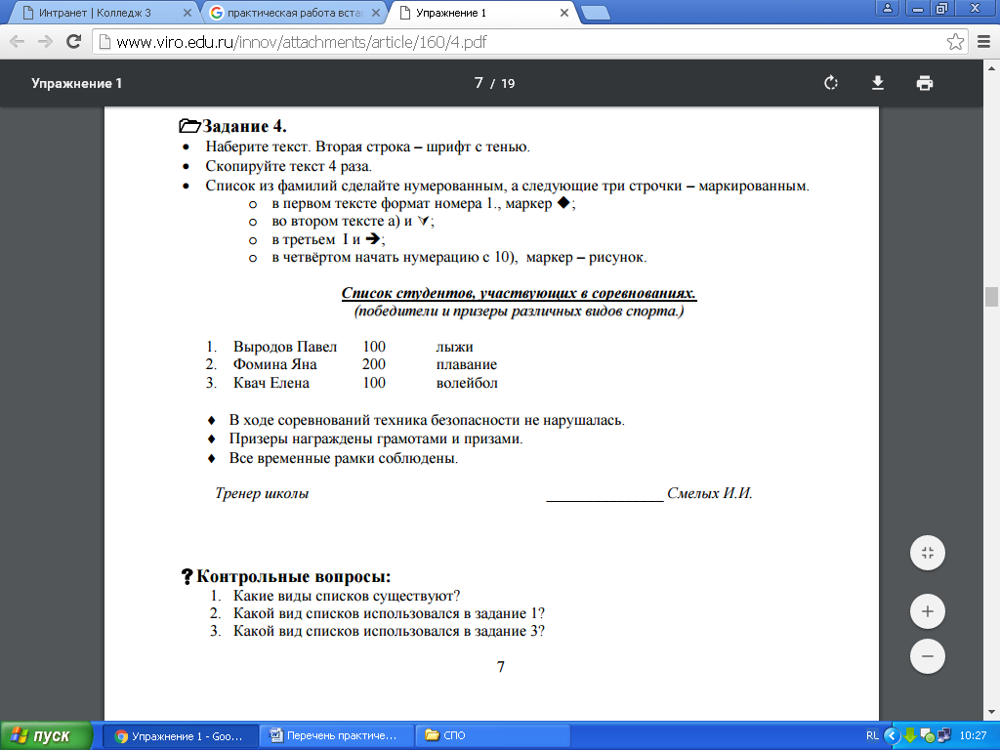 Интранет | Колледж 3
практическая работа вста
Упражнение 1
www.viro.edu.ru/innov/attachments/article/160/4.pdf
Упражнение 1
7 / 19
Задание 4.
• Наберите текст. Вторая строка – шрифт с тенью.
• Скопируйте текст 4 раза.
• Список из фамилий сделайте нумерованным, а следующие три строчки – маркированным.
o в первом тексте формат номера 1., маркер ◆;
o во втором тексте а) и ⮟;
o в третьем I и ➔;
o в четвёртом начать нумерацию с 10), маркер – рисунок.
Список студентов, участвующих в соревнованиях.
(победители и призеры различных видов спорта.)
1. Выродов Павел 100 лыжи
2. Фомина Яна 200 плавание
3. Квач Елена 100 волейбол
♦ В ходе соревнований техника безопасности не нарушалась.
♦ Призеры награждены грамотами и призами.
♦ Все временные рамки соблюдены.
Тренер школы _______________ Смелых И.И.
? Контрольные вопросы:
1. Какие виды списков существуют?
2. Какой вид списков использовался в задание 1?
3. Какой вид списков использовался в задание 3?
7
пуск
Упражнение 1 - Goo...
Перечень практиче...
СПО
RL
10:27